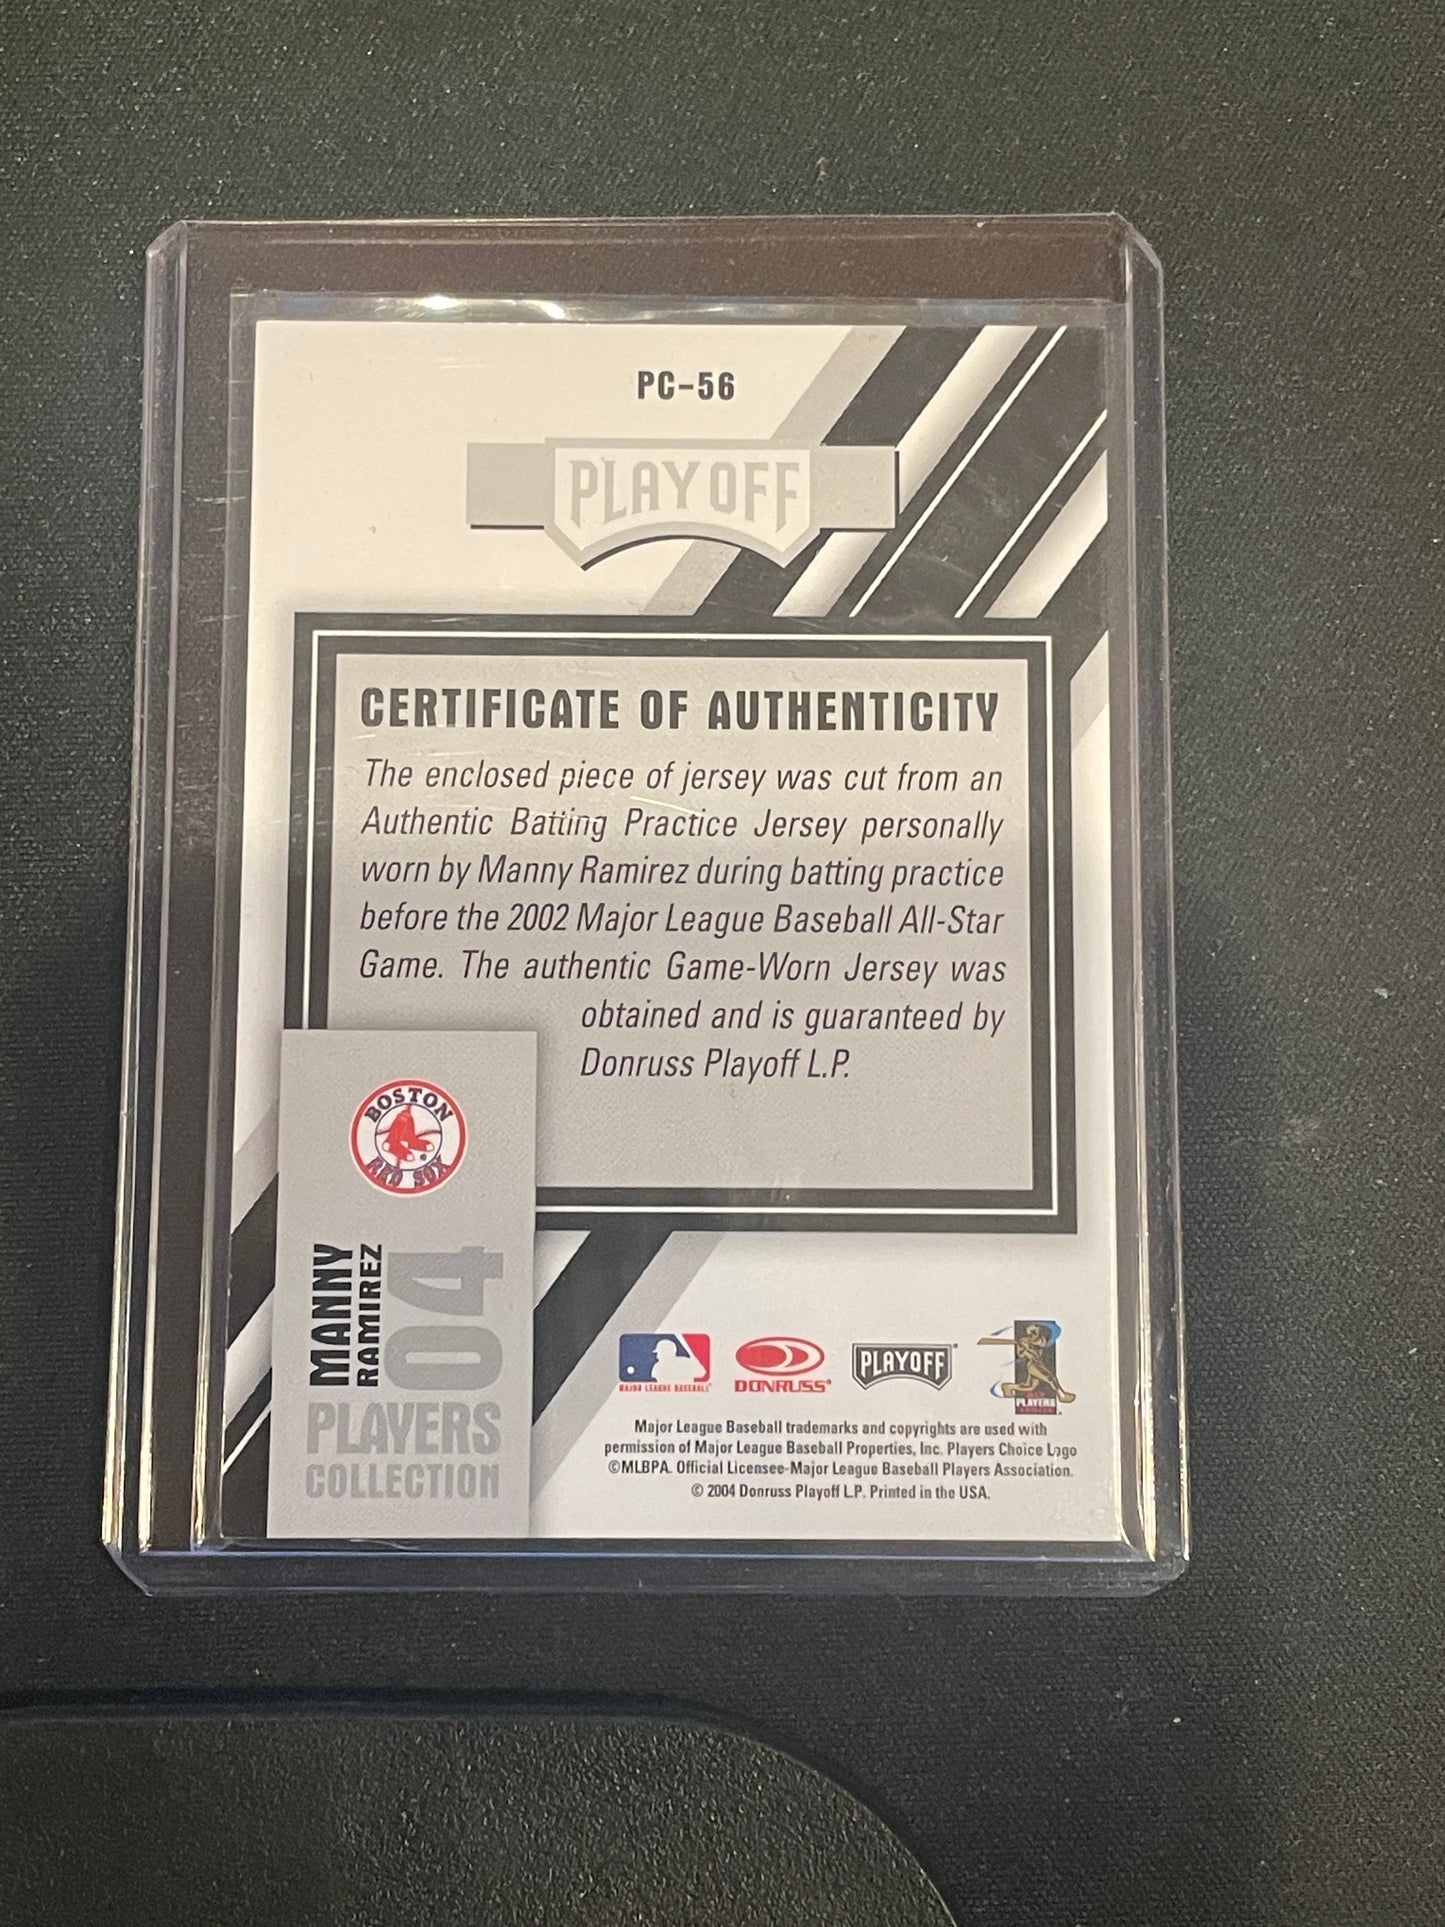 PC-56
PLAYOFF
CERTIFICATE OF AUTHENTICITY
The enclosed piece of jersey was cut from an
Authentic Batting Practice Jersey personally
worn by Manny Ramirez during batting practice
before the 2002 Major League Baseball All-Star
Game. The authentic Game-Worn Jersey was
obtained and is guaranteed by
Donruss Playoff L.P.
BOSTON
RED SOX
MANNY
RAMIREZ
04
PLAYERS
COLLECTION
MAJOR LEAGUE BASEBALL
DONRUSS
PLAYOFF
PLAYERS
Major League Baseball trademarks and copyrights are used with
permission of Major League Baseball Properties, Inc. Players Choice Logo
©MLBPA. Official Licensee-Major League Baseball Players Association.
© 2004 Donruss Playoff L.P. Printed in the USA.